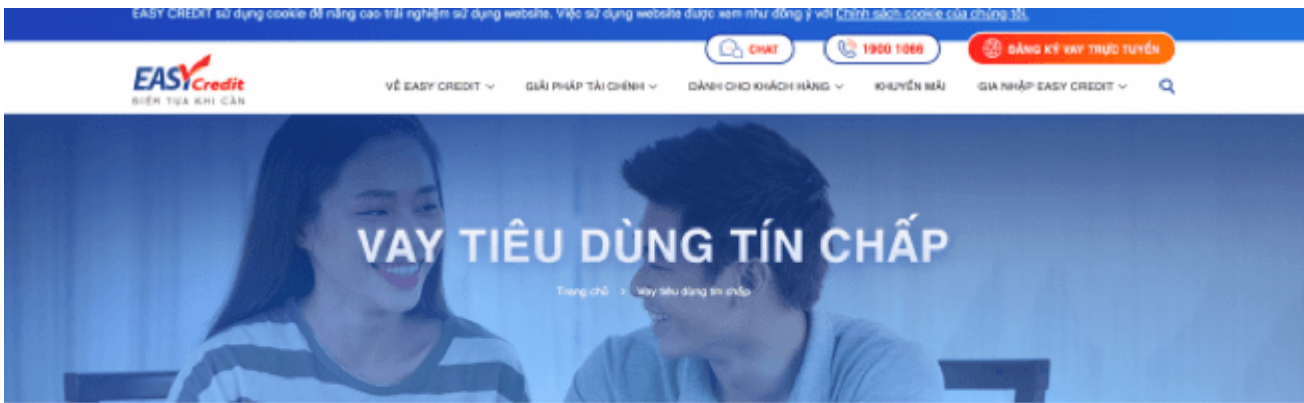 EASY CREDIT sử dụng cookie để nâng cao trải nghiệm sử dụng website. Việc sử dụng website được xem như đồng ý với Chính sách cookie của chúng tôi.
CHAT
1900 1066
ĐĂNG KÝ VAY TRỰC TUYẾN
EASY Credit
ĐIỂM TỰA KHI CẦN
VỀ EASY CREDIT
GIẢI PHÁP TÀI CHÍNH
DÀNH CHO KHÁCH HÀNG
KHUYẾN MÃI
GIA NHẬP EASY CREDIT
VAY TIÊU DÙNG TÍN CHẤP
Trang chủ > Vay tiêu dùng tín chấp